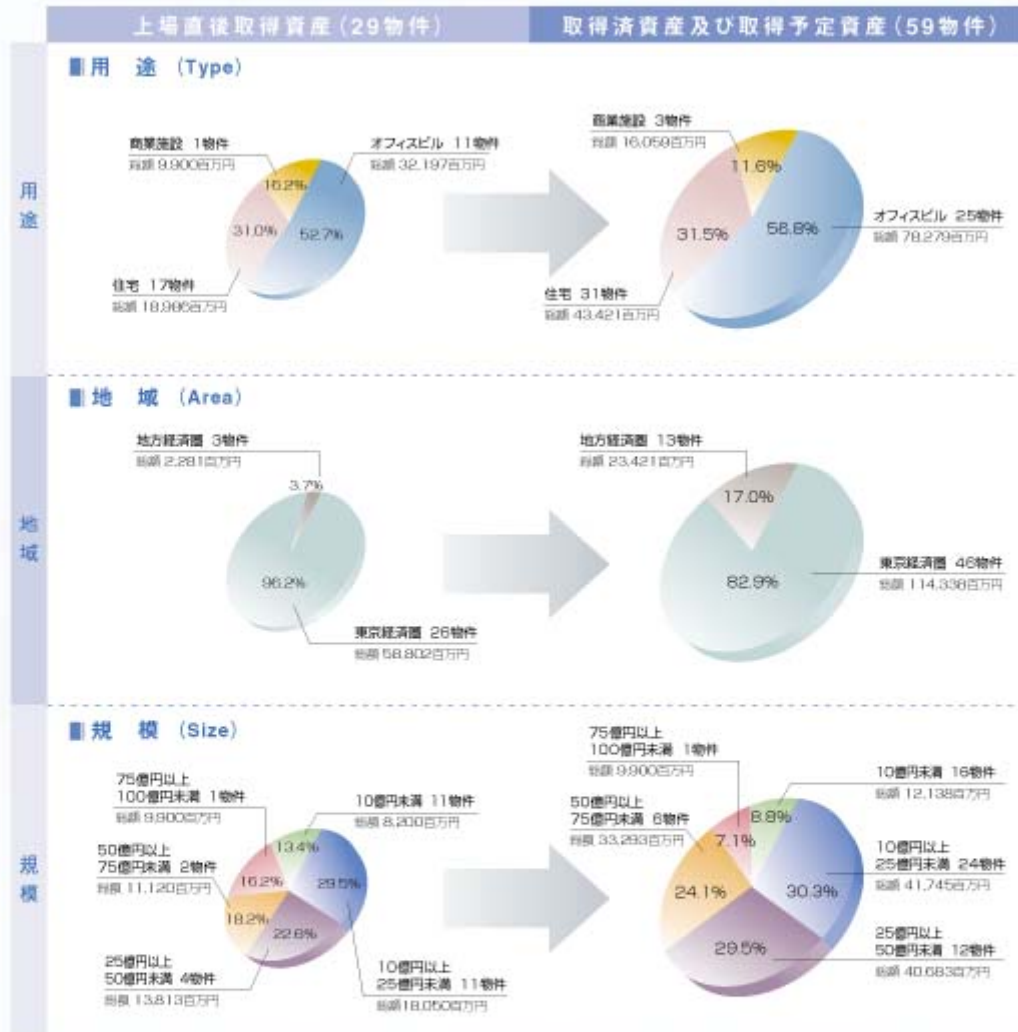 上場直後取得資産(29物件)
取得済資産及び取得予定資産(59物件)
用途
用 途 (Type)
商業施設 1物件
総額 9,900百万円
オフィスビル 11物件
総額 32,197百万円
16.2%
31.0%
52.7%
住宅 17物件
総額 18,986百万円
商業施設 3物件
総額 16,059百万円
11.6%
31.5%
56.8%
オフィスビル 25物件
総額 78,279百万円
住宅 31物件
総額 43,421百万円
地域
地 域 (Area)
地方経済圏 3物件
総額 2,281百万円
3.7%
96.2%
東京経済圏 26物件
総額 58,802百万円
地方経済圏 13物件
総額 23,421百万円
17.0%
82.9%
東京経済圏 46物件
総額 114,338百万円
規模
規 模 (Size)
75億円以上
100億円未満 1物件
総額 9,900百万円
10億円未満 11物件
総額 8,200百万円
50億円以上
75億円未満 2物件
総額 11,120百万円
13.4%
16.2%
29.5%
18.2%
22.6%
25億円以上
50億円未満 4物件
総額 13,813百万円
10億円以上
25億円未満 11物件
総額18,050百万円
75億円以上
100億円未満 1物件
総額 9,900百万円
10億円未満 16物件
総額 12,138百万円
50億円以上
75億円未満 6物件
総額 33,293百万円
7.1%
8.8%
24.1%
30.3%
29.5%
10億円以上
25億円未満 24物件
総額 41,745百万円
25億円以上
50億円未満 12物件
総額 40,683百万円